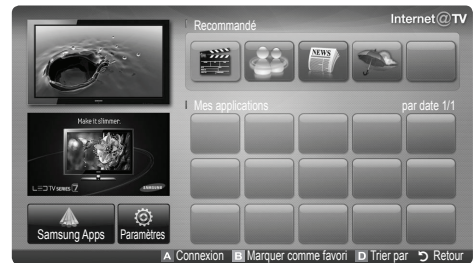 Internet@TV
Recommandé
NEWS
Mes applications par date 1/1
Make it slimmer.
LED TV SERIES 7 SAMSUNG
Samsung Apps Paramètres
A Connexion B Marquer comme favori D Trier par Retour